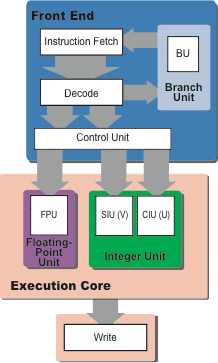 Front End
Instruction Fetch
BU
Branch
Unit
Decode
Control Unit
FPU
Floating-
Point
Unit
SIU (V)
CIU (U)
Integer Unit
Execution Core
Write